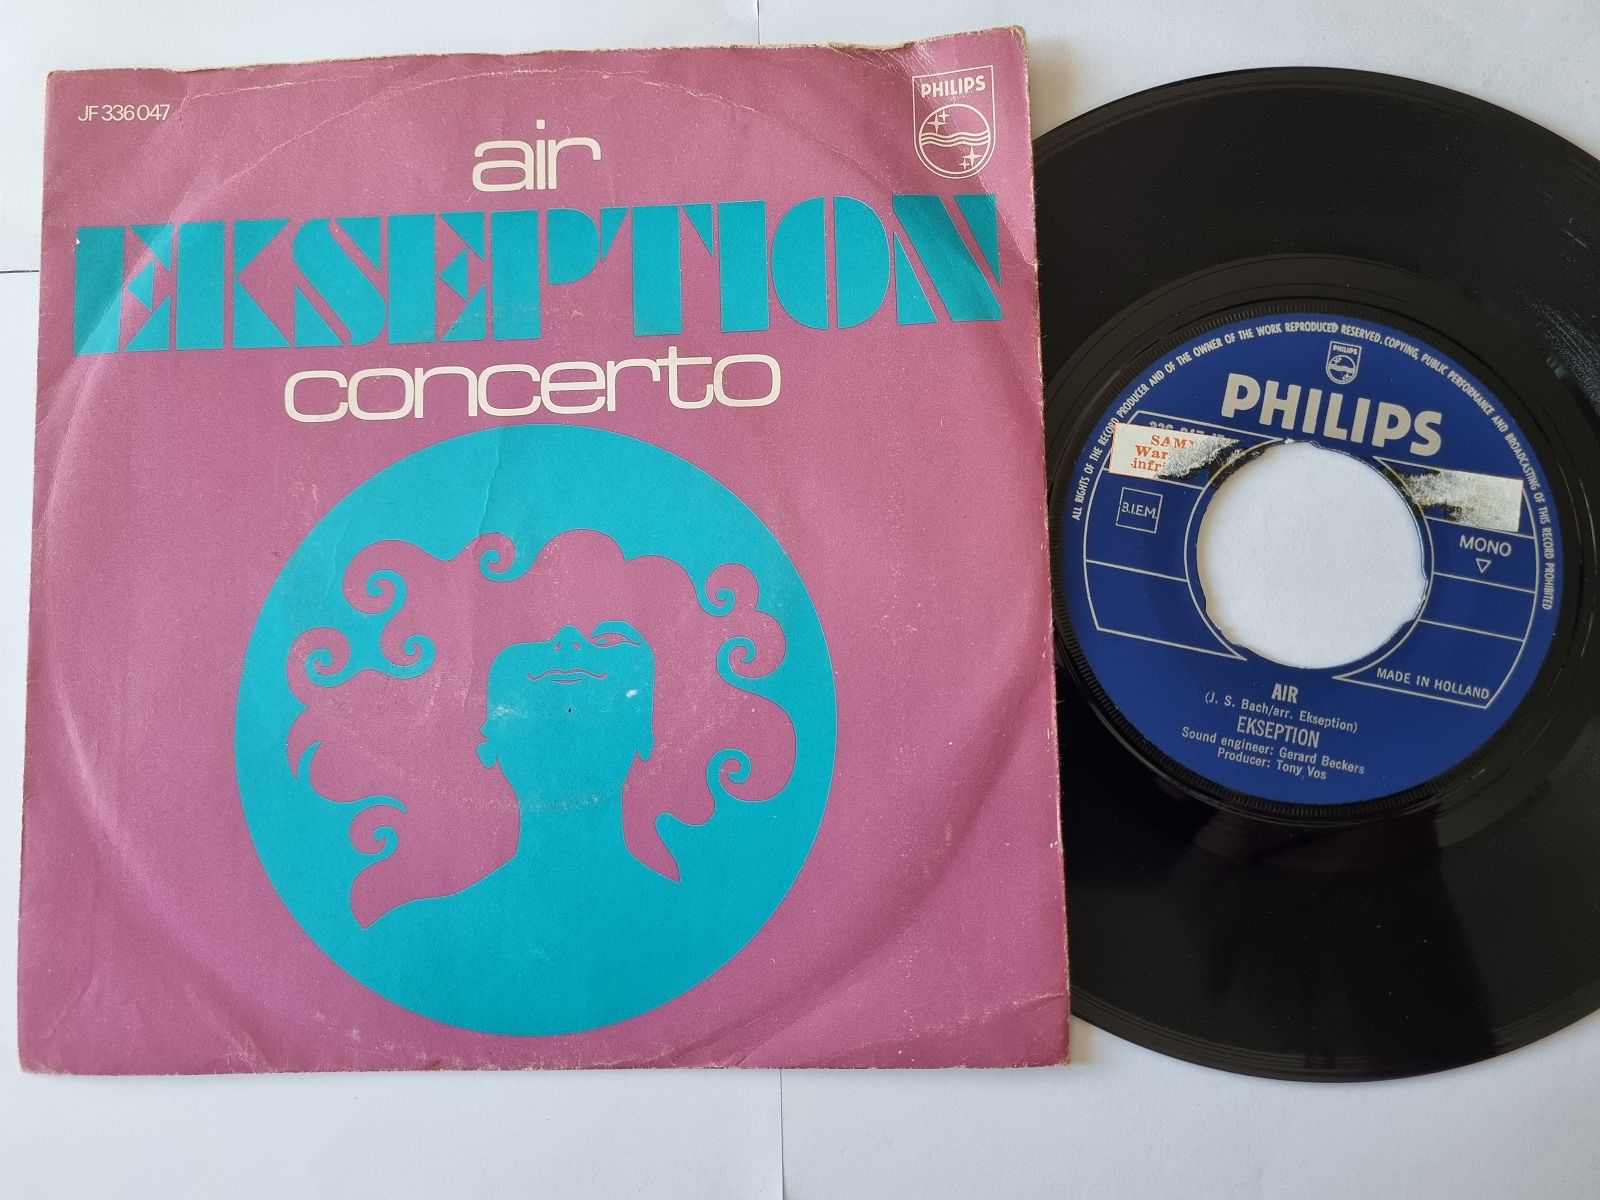 JF 336 047
PHILIPS
air
EKSEPTION
concerto
ALL RIGHTS OF THE RECORD PRODUCER AND OF THE OWNER OF THE WORK REPRODUCED RESERVED. COPYING, PUBLIC PERFORMANCE AND BROADCASTING OF THIS RECORD PROHIBITED
PHILIPS
PHILIPS
B.I.E.M.
MONO
MADE IN HOLLAND
AIR
(J. S. Bach/arr. Ekseption)
EKSEPTION
Sound engineer: Gerard Beckers
Producer: Tony Vos